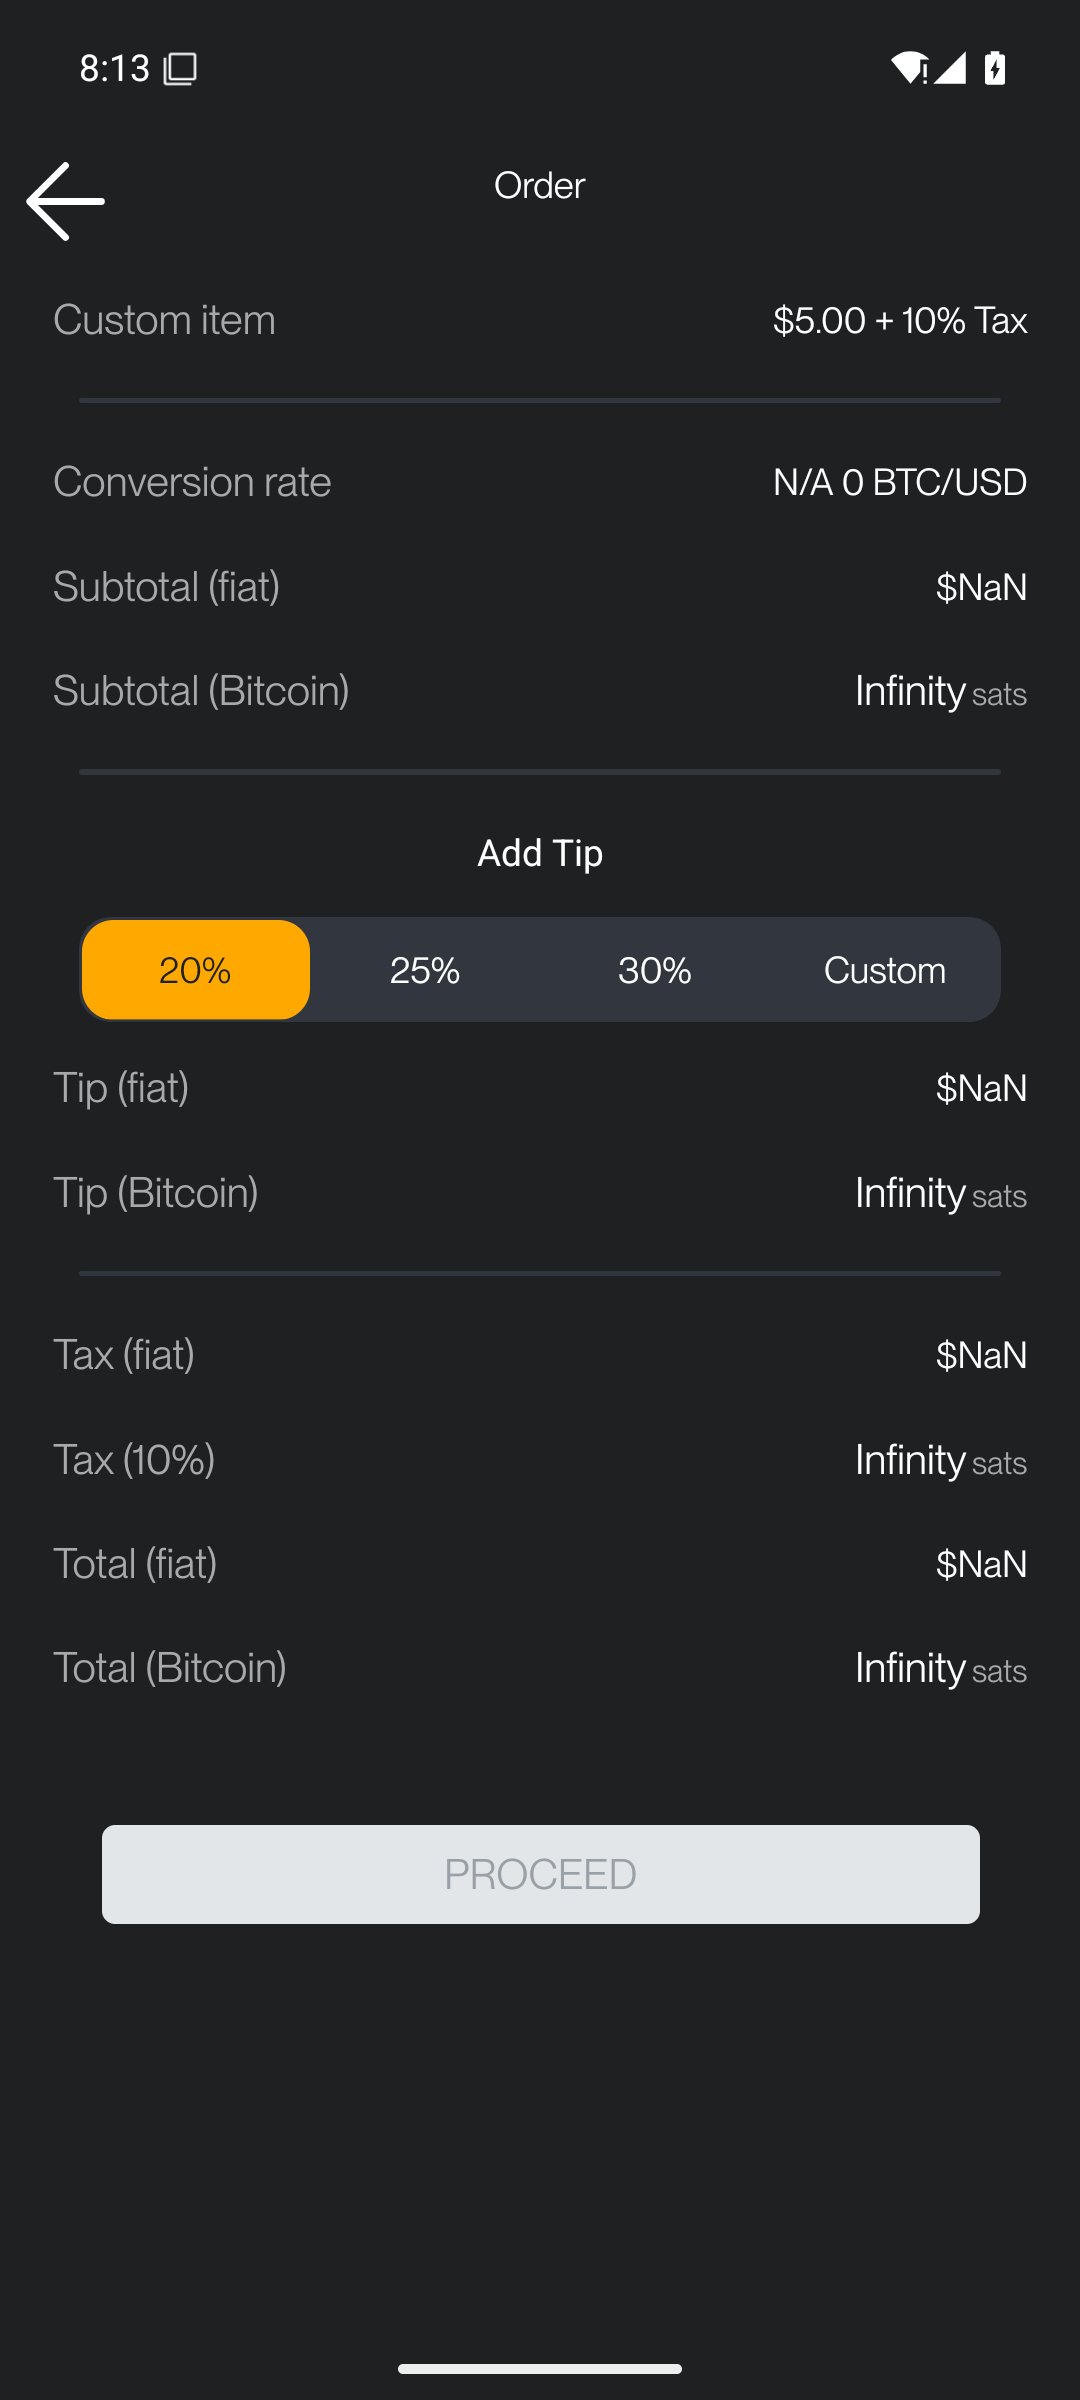 8:13
Order
Custom item $5.00 + 10% Tax
Conversion rate N/A 0 BTC/USD
Subtotal (fiat) $NaN
Subtotal (Bitcoin) Infinity sats
Add Tip
20% 25% 30% Custom
Tip (fiat) $NaN
Tip (Bitcoin) Infinity sats
Tax (fiat) $NaN
Tax (10%) Infinity sats
Total (fiat) $NaN
Total (Bitcoin) Infinity sats
PROCEED